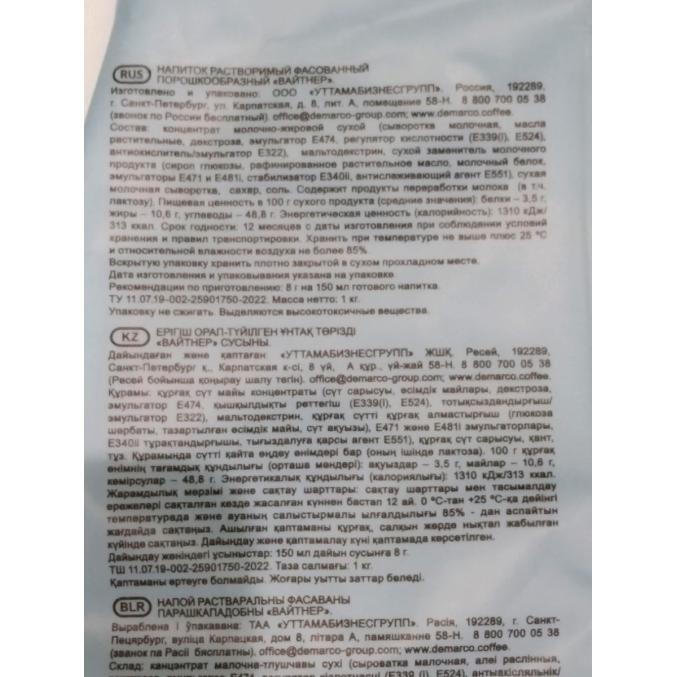 RUS НАПИТОК РАСТВОРИМЫЙ ФАСОВАННЫЙ
ПОРОШКООБРАЗНЫЙ «ВАЙТНЕР».
Изготовлено и упаковано: ООО «УТТАМАБИЗНЕСГРУПП». Россия, 192289,
г. Санкт-Петербург, ул. Карпатская, д. 8, лит. А, помещение 58-Н. 8 800 700 05 38
(звонок по России бесплатный). office@demarco-group.com; www.demarco.coffee.
Состав: концентрат молочно-жировой сухой (сыворотка молочная, масла
растительные, декстроза, эмульгатор Е474, регулятор кислотности (Е339(i), Е524),
антиокислитель/эмульгатор Е322), мальтодекстрин, сухой заменитель молочного
продукта (сироп глюкозы, рафинированное растительное масло, молочный белок,
эмульгаторы Е471 и Е481i, стабилизатор Е340ii, антислеживающий агент Е551), сухая
молочная сыворотка, сахар, соль. Содержит продукты переработки молока (в т.ч.
лактозу). Пищевая ценность в 100 г сухого продукта (средние значения): белки – 3,5 г,
жиры – 10,6 г, углеводы – 48,8 г. Энергетическая ценность (калорийность): 1310 кДж/
313 ккал. Срок годности: 12 месяцев с даты изготовления при соблюдении условий
хранения и правил транспортировки. Хранить при температуре не выше плюс 25 °С
и относительной влажности воздуха не более 85%.
Вскрытую упаковку хранить плотно закрытой в сухом прохладном месте.
Дата изготовления и упаковывания указана на упаковке.
Рекомендации по приготовлению: 8 г на 150 мл готового напитка.
ТУ 11.07.19-002-25901750-2022. Масса нетто: 1 кг.
Упаковку не сжигать. Выделяются высокотоксичные вещества.
KZ ЕРІГІШ ОРАЛ-ТҮЙІЛГЕН ҰНТАҚ ТӘРІЗДІ
«ВАЙТНЕР» СУСЫНЫ.
Дайындаған және қаптаған: «УТТАМАБИЗНЕСГРУПП» ЖШҚ. Ресей, 192289,
Санкт-Петербург қ., Карпатская к-сі, 8 үй, А құр., үй-жай 58-Н. 8 800 700 05 38
(Ресей бойынша қоңырау шалу тегін). office@demarco-group.com; www.demarco.coffee.
Құрамы: құрғақ сүт майы концентраты (сүт сарысуы, өсімдік майлары, декстроза,
эмульгатор Е474, қышқылдықты реттегіш (Е339(i), Е524), тотықсыздандырғыш/
эмульгатор Е322), мальтодекстрин, құрғақ сүтті құрғақ алмастырғыш (глюкоза
шәрбаты, тазартылған өсімдік майы, сүт ақуызы), Е471 және Е481i эмульгаторлары,
Е340ii тұрақтандырғышы, тығыздалуға қарсы агент Е551), құрғақ сүт сарысуы, қант,
тұз. Құрамында сүтті қайта өңдеу өнімдері бар (оның ішінде лактоза). 100 г құрғақ
өнімнің тағамдық құндылығы (орташа мәндері): ақуыздар – 3,5 г, майлар – 10,6 г,
көмірсулар – 48,8 г. Энергетикалық құндылығы (калориялығы): 1310 кДж/313 ккал.
Жарамдылық мерзімі және сақтау шарттары: сақтау шарттары мен тасымалдау
ережелері сақталған кезде жасалған күннен бастап 12 ай. 0 °С-тан +25 °С-қа дейінгі
температурада және ауаның салыстырмалы ылғалдылығы 85% - дан аспайтын
жағдайда сақтаңыз. Ашылған қаптаманы құрғақ, салқын жерде нықтап жабылған
күйінде сақтаңыз. Дайындау және қаптамалау күні қаптамада көрсетілген.
Дайындау жөніндегі ұсыныстар: 150 мл дайын сусынға 8 г.
ТШ 11.07.19-002-25901750-2022. Таза салмағы: 1 кг.
Қаптаманы өртеуге болмайды. Жоғары уытты заттар бөледі.
BLR НАПОЙ РАСТВАРАЛЬНЫ ФАСАВАНЫ
ПАРАШКАПАДОБНЫ «ВАЙТНЕР».
Выраблена і ўпакавана: ТАА «УТТАМАБИЗНЕСГРУПП». Расія, 192289, г. Санкт-
Пецярбург, вуліца Карпацкая, дом 8, літара А, памяшканне 58-Н. 8 800 700 05 38
(званок па Расіі бясплатны). office@demarco-group.com; www.demarco.coffee.
Склад: канцэнтрат малочна-тлушчавы сухі (сыроватка малочная, алеі раслінныя,
Е474, (Е339 (i), Е524), антыакісляльнік/